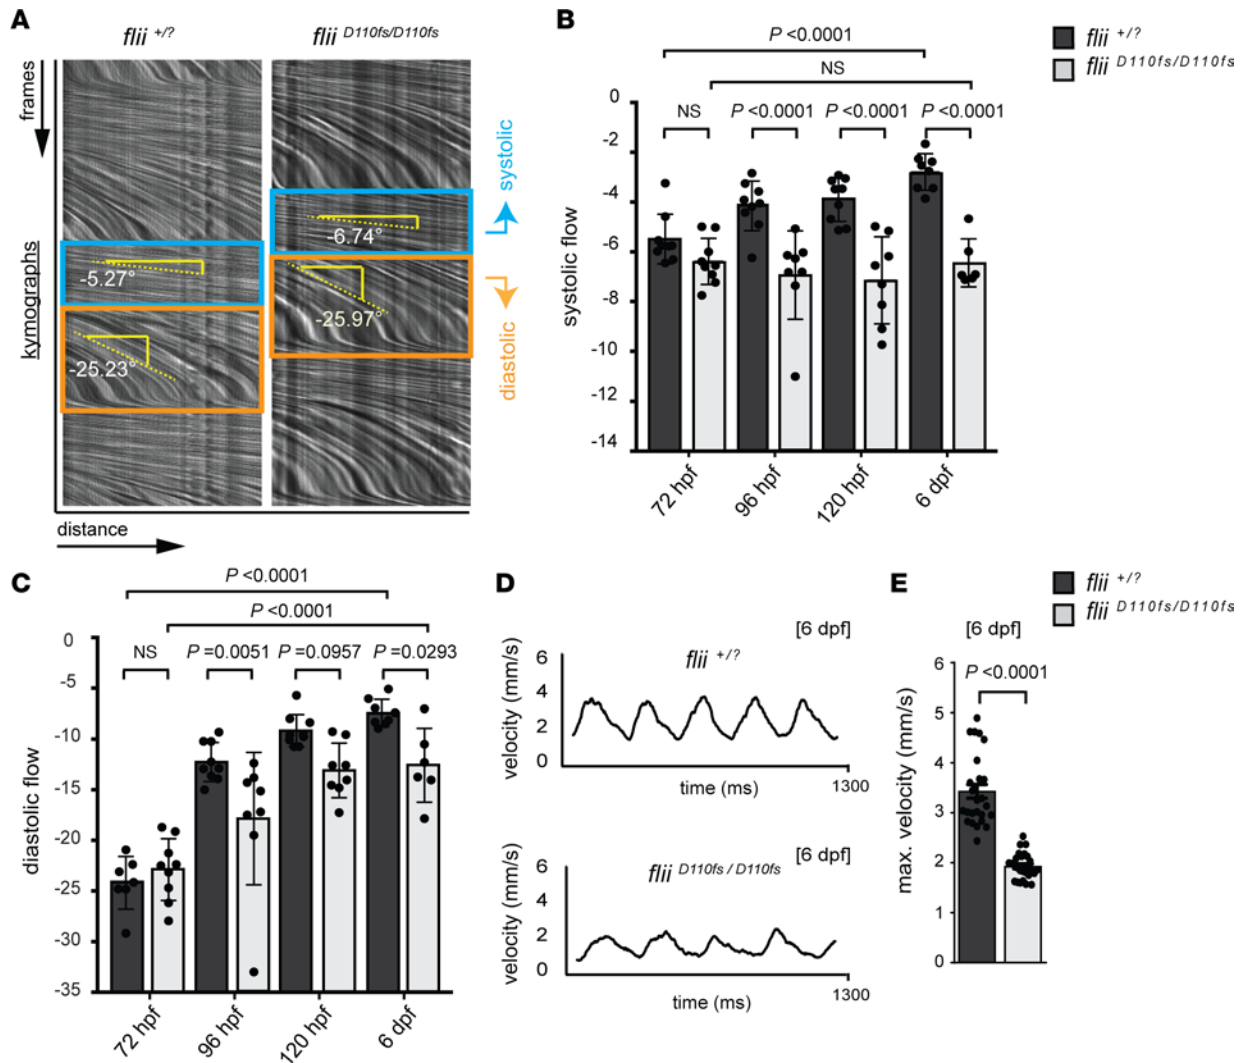 A
flii +/?
flii D110fs/D110fs
frames
kymographs
distance
-5.27°
-25.23°
-6.74°
-25.97°
systolic
diastolic
B
flii +/?
flii D110fs/D110fs
P <0.0001
NS
NS
P <0.0001
P <0.0001
P <0.0001
systolic flow
0
-2
-4
-6
-8
-10
-12
-14
72 hpf
96 hpf
120 hpf
6 dpf
C
P <0.0001
P <0.0001
NS
P =0.0051
P =0.0957
P =0.0293
diastolic flow
0
-5
-10
-15
-20
-25
-30
-35
72 hpf
96 hpf
120 hpf
6 dpf
D
[6 dpf]
flii +/?
velocity (mm/s)
6
4
2
0
time (ms)
1300
[6 dpf]
flii D110fs / D110fs
velocity (mm/s)
6
4
2
0
time (ms)
1300
E
flii +/?
flii D110fs/D110fs
[6 dpf]
P <0.0001
max. velocity (mm/s)
6
5
4
3
2
1
0